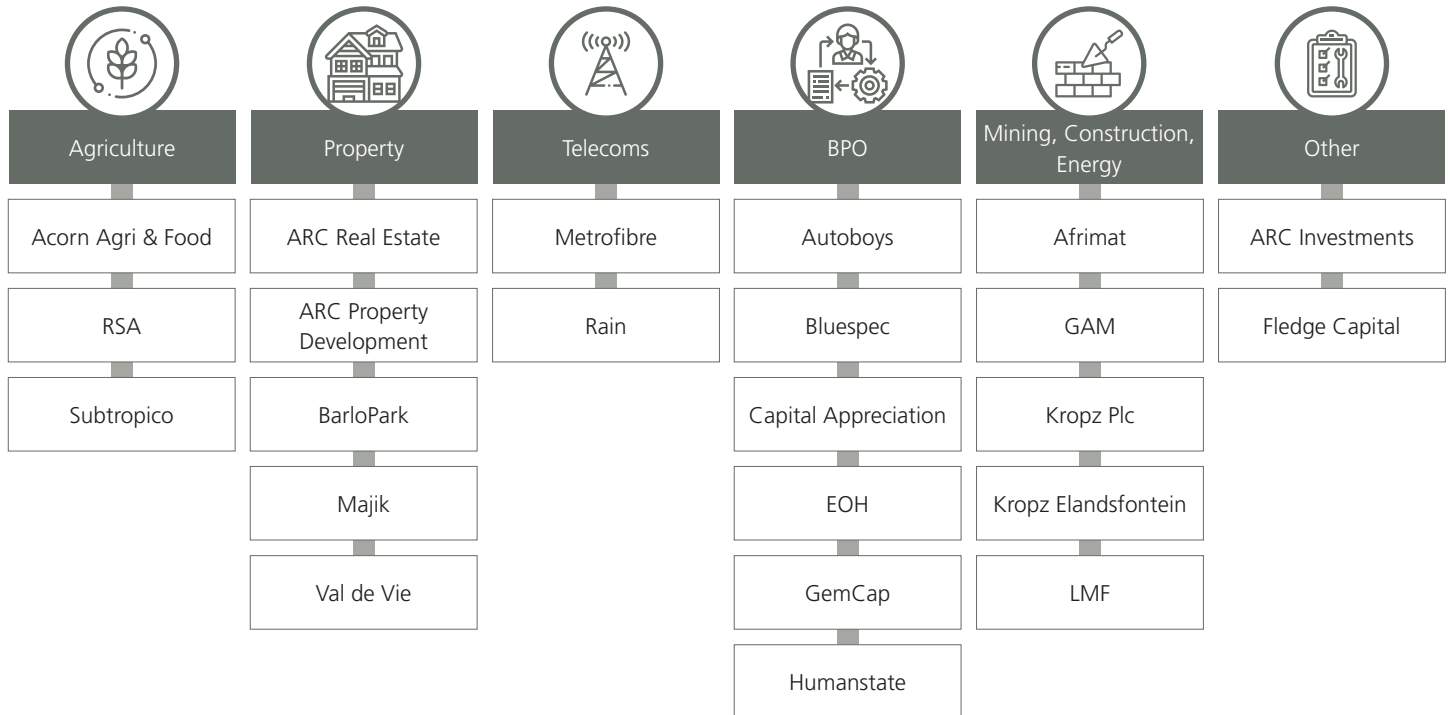 Agriculture
Acorn Agri & Food
RSA
Subtropico
Property
ARC Real Estate
ARC Property
Development
BarloPark
Majik
Val de Vie
Telecoms
Metrofibre
Rain
BPO
Autoboys
Bluespec
Capital Appreciation
EOH
GemCap
Humanstate
Mining, Construction,
Energy
Afrimat
GAM
Kropz Plc
Kropz Elandsfontein
LMF
Other
ARC Investments
Fledge Capital